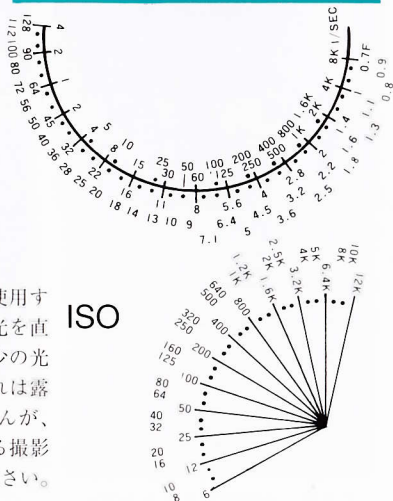 4 2 1 2 4 5 8 10 15 25 30 50 60 100 125 200 250 400 500 800 1K 1.6K 2K 4K 8K 1/SEC
128 112 100 90 80 72 64 56 50 45 40 36 32 28 25 22 20 18 16 14 13 11 10 9 8 7.1 6.4 5.6 5 4.5 4 3.6 3.2 2.8 2.5 2.2 2 1.8 1.6 1.4 1.3 1.1 1 0.9 0.8 0.7F
使用す
光を直
少の光
れは露
んが、
る撮影
さい。
ISO
6 8 10 12 16 20 25 32 40 50 64 80 100 125 160 200 250 320 400 500 640 800 1K 1.2K 1.6K 2K 2.5K 3.2K 4K 5K 6.4K 8K 10K 12K